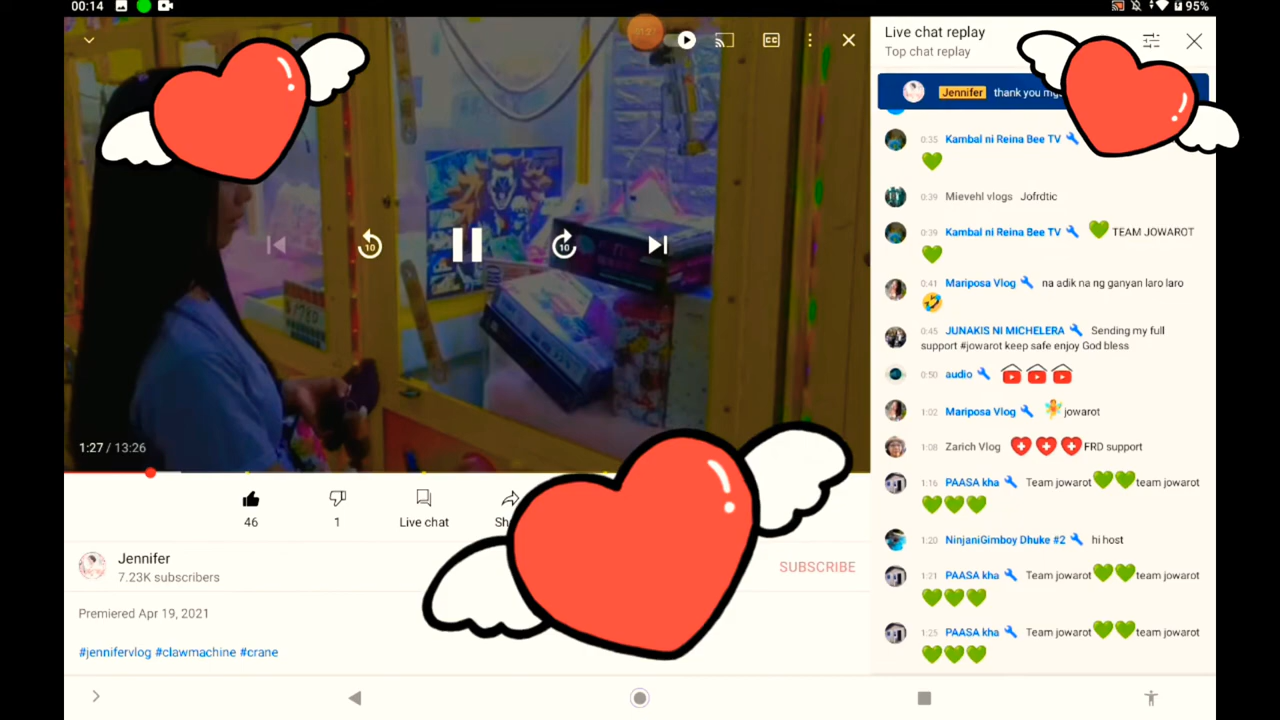 00:14
95%
CC
Live chat replay
Top chat replay
Jennifer thank you
0:35 Kambal ni Reina Bee TV
0:39 Mievehl vlogs Jofrdtic
0:39 Kambal ni Reina Bee TV 💚 TEAM JOWAROT
💚
0:41 Mariposa Vlog na adik na ng ganyan laro laro
🤣
0:45 JUNAKIS NI MICHELERA Sending my full
support #jowarot keep safe enjoy God bless
0:50 audio
1:02 Mariposa Vlog jowarot
1:08 Zarich Vlog FRD support
1:16 PAASA kha Team jowarot💚💚team jowarot
💚💚💚
1:20 NinjaniGimboy Dhuke #2 hi host
1:21 PAASA kha Team jowarot💚💚team jowarot
💚💚💚
1:25 PAASA kha Team jowarot💚💚team jowarot
💚💚💚
10
10
1:27 / 13:26
46
1
Live chat
Jennifer
7.23K subscribers
SUBSCRIBE
Premiered Apr 19, 2021
#jennifervlog #clawmachine #crane